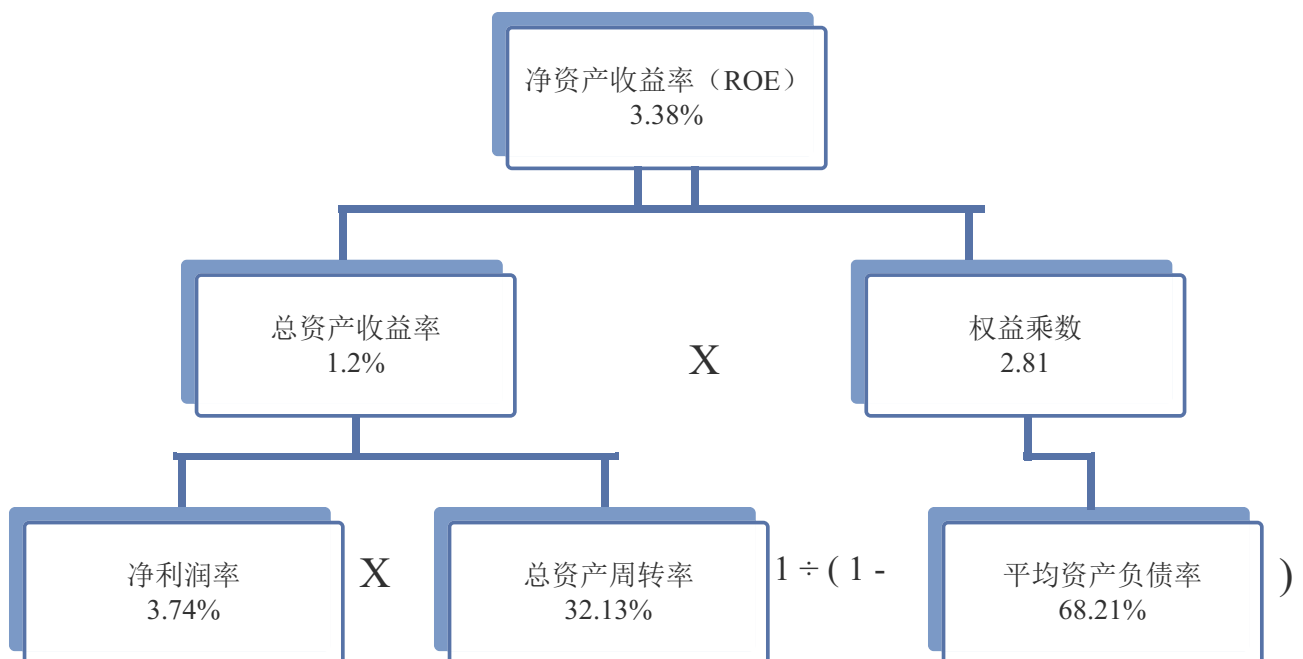 净资产收益率（ROE）
3.38%
总资产收益率
1.2%
X
权益乘数
2.81
净利润率
3.74%
X
总资产周转率
32.13%
1 ÷ ( 1 -
平均资产负债率
68.21%
)